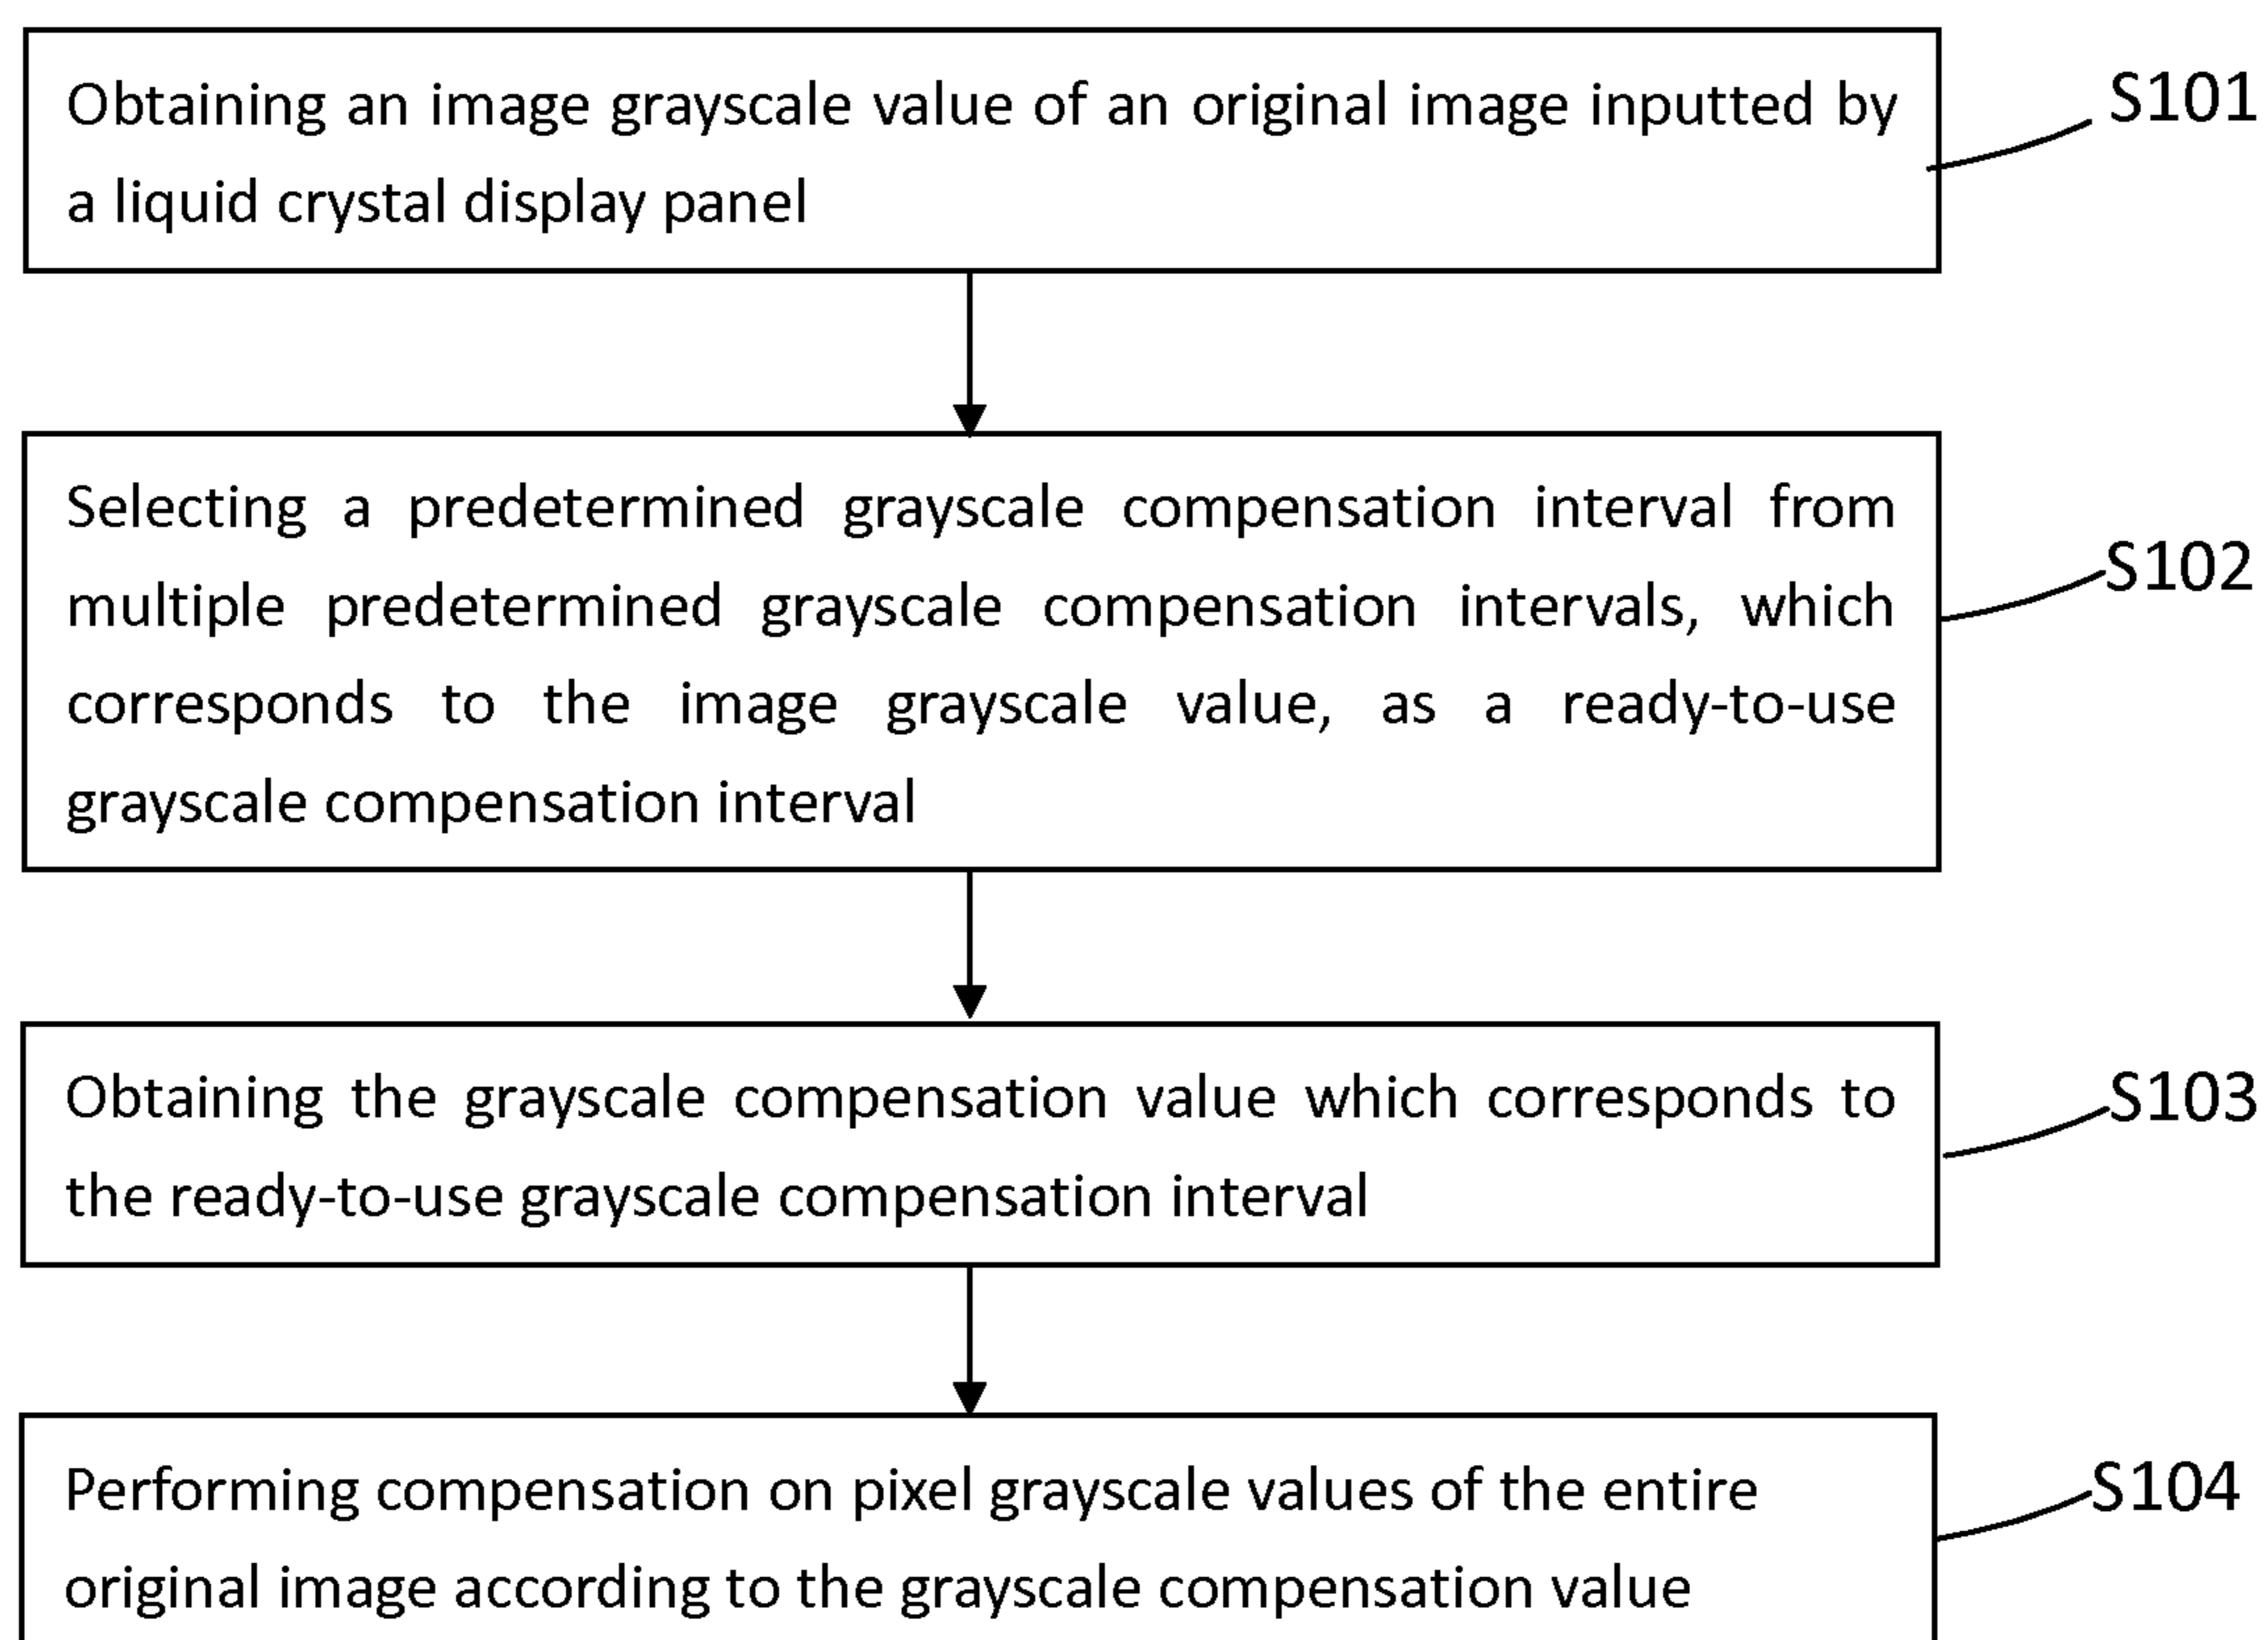 Obtaining an image grayscale value of an original image inputted by
a liquid crystal display panel
S101
Selecting a predetermined grayscale compensation interval from
multiple predetermined grayscale compensation intervals, which
corresponds to the image grayscale value, as a ready-to-use
grayscale compensation interval
S102
Obtaining the grayscale compensation value which corresponds to
the ready-to-use grayscale compensation interval
S103
Performing compensation on pixel grayscale values of the entire
original image according to the grayscale compensation value
S104